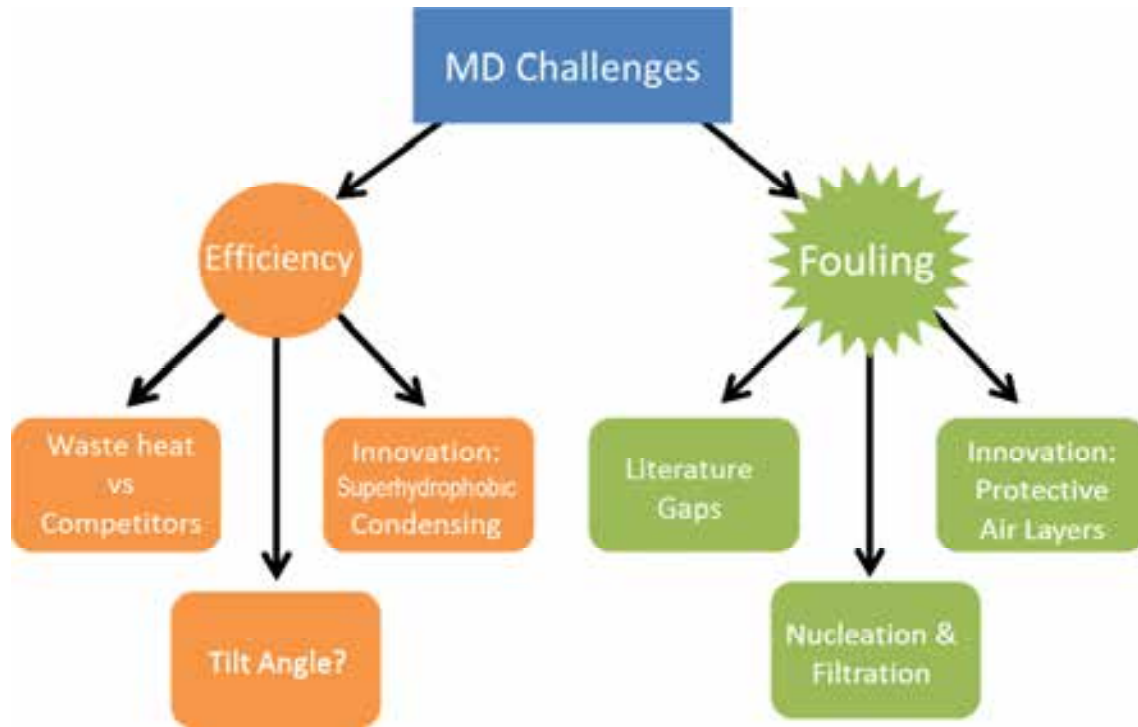 MD Challenges
Efficiency
Fouling
Waste heat
vs
Competitors
Innovation:
Superhydrophobic
Condensing
Literature
Gaps
Innovation:
Protective
Air Layers
Tilt Angle?
Nucleation &
Filtration